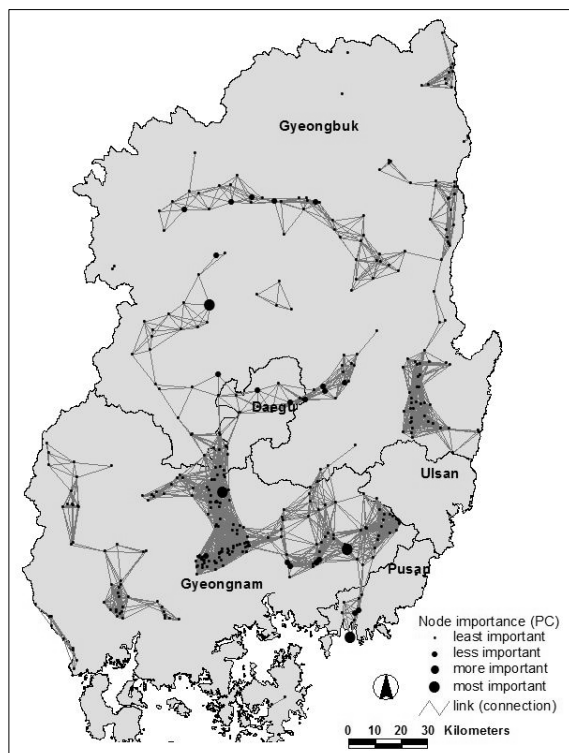 Gyeongbuk
Daegu
Ulsan
Gyeongnam
Pusan
Node importance (PC)
least important
less important
more important
most important
link (connection)
0 10 20 30 Kilometers